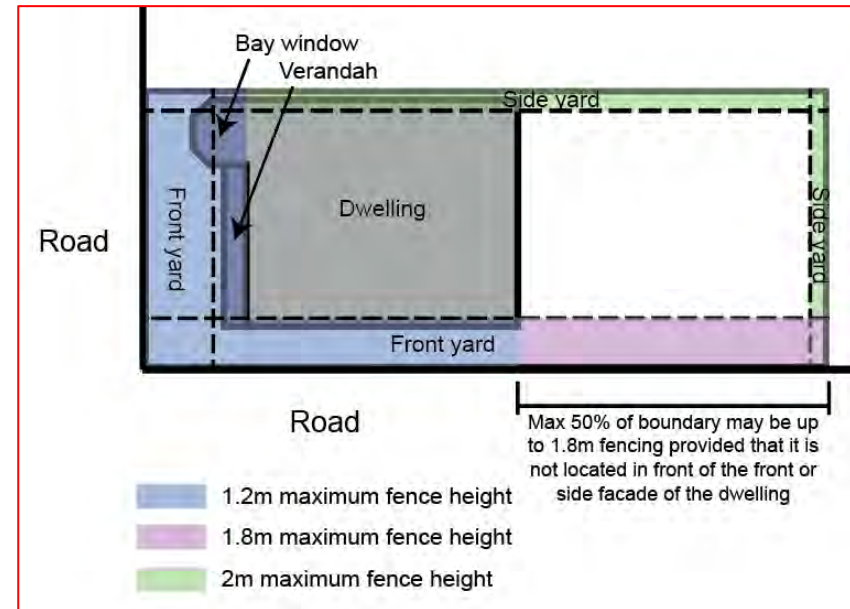 Bay window
Verandah
Side yard
Front yard
Dwelling
Side yard
Road
Front yard
Road
Max 50% of boundary may be up
to 1.8m fencing provided that it is
not located in front of the front or
side facade of the dwelling
1.2m maximum fence height
1.8m maximum fence height
2m maximum fence height